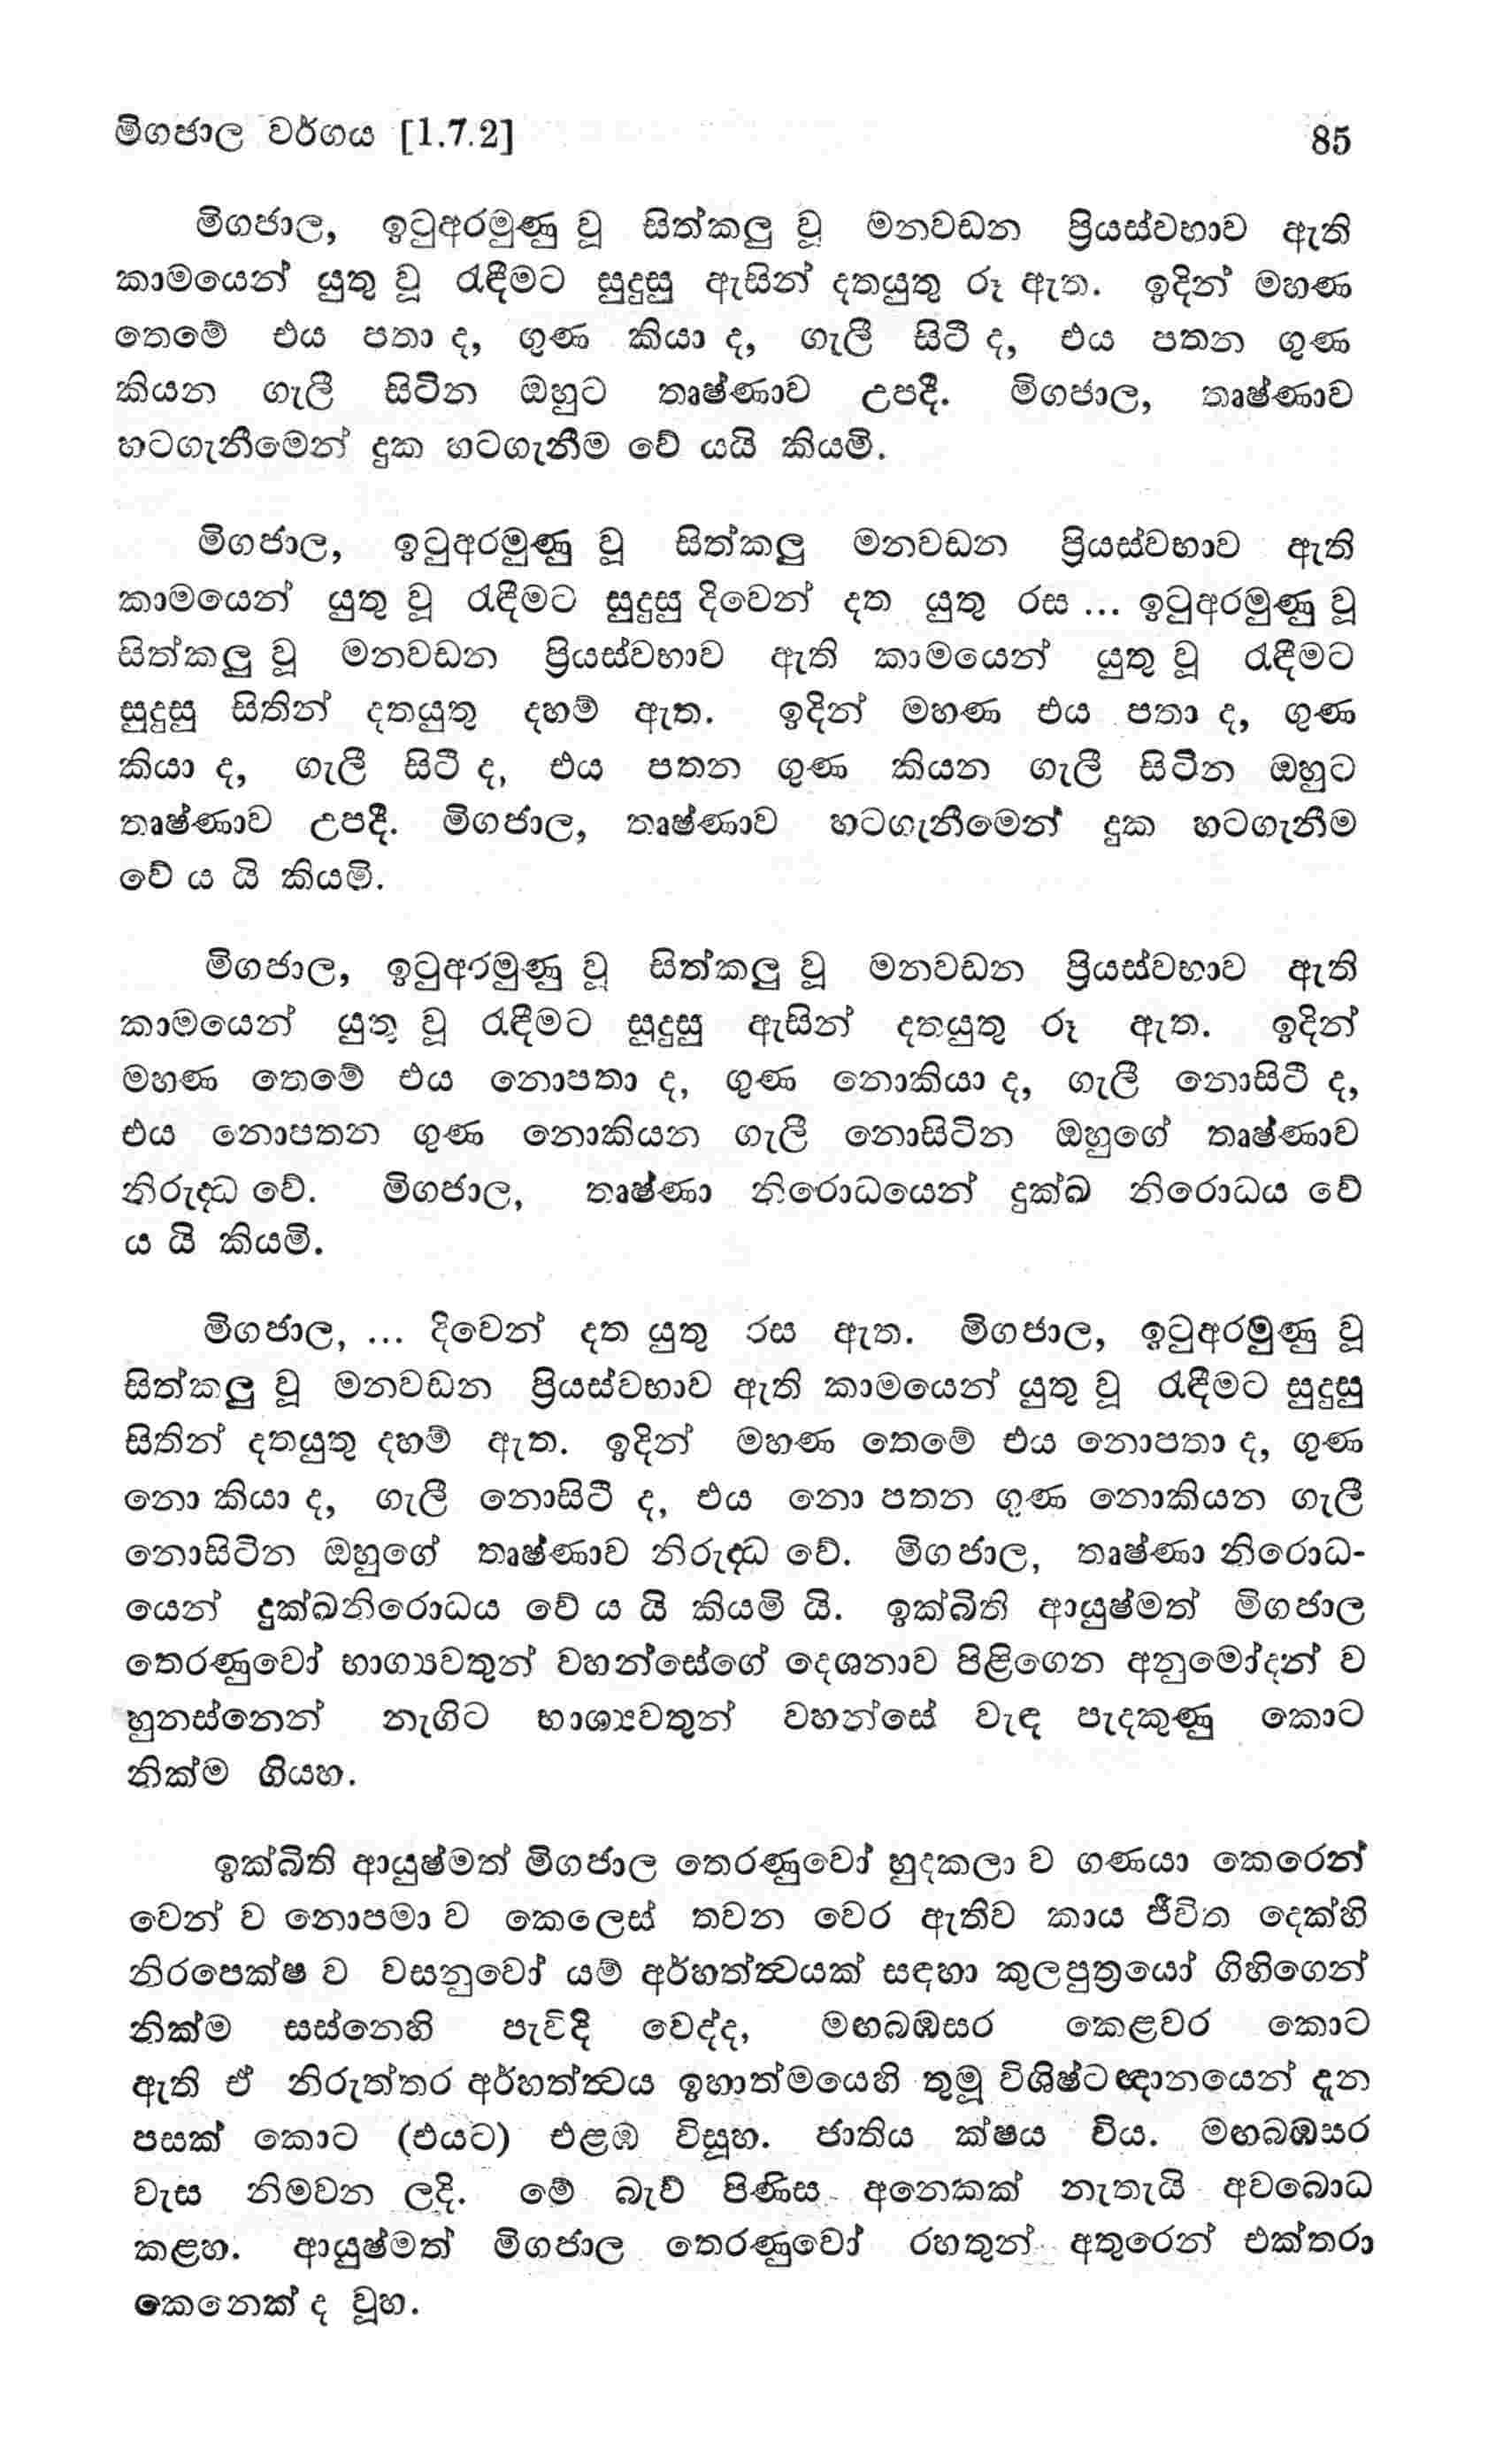 මිගජාල වර්ගය [1.7.2] 85
මිගජාල, ඉටුඅරමුණු වූ සිත්කලු වූ මනවඩන ප්‍රියස්වභාව ඇති
කාමයෙන් යුතු වූ රැඳීමට සුදුසු ඇසින් දතයුතු රූ ඇත. ඉදින් මහණ
තෙමේ එය පතා ද, ගුණ කියා ද, ගැලී සිටී ද, එය පතන ගුණ
කියන ගැලී සිටින ඔහුට තෘෂ්ණාව උපදී. මිගජාල, තෘෂ්ණාව
හටගැනීමෙන් දුක හටගැනීම වේ යයි කියමි.
මිගජාල, ඉටුඅරමුණු වූ සිත්කලු මනවඩන ප්‍රියස්වභාව ඇති
කාමයෙන් යුතු වූ රැඳීමට සුදුසු දිවෙන් දත යුතු රස ... ඉටුඅරමුණු වූ
සිත්කලු වූ මනවඩන ප්‍රියස්වභාව ඇති කාමයෙන් යුතු වූ රැඳීමට
සුදුසු සිතින් දතයුතු දහම් ඇත. ඉදින් මහණ එය පතා ද, ගුණ
කියා ද, ගැලී සිටී ද, එය පතන ගුණ කියන ගැලී සිටින ඔහුට
තෘෂ්ණාව උපදී. මිගජාල, තෘෂ්ණාව හටගැනීමෙන් දුක හටගැනීම
වේ ය යි කියමි.
මිගජාල, ඉටුඅරමුණු වූ සිත්කලු වූ මනවඩන ප්‍රියස්වභාව ඇති
කාමයෙන් යුතු වූ රැඳීමට සුදුසු ඇසින් දතයුතු රූ ඇත. ඉදින්
මහණ තෙමේ එය නොපතා ද, ගුණ නොකියා ද, ගැලී නොසිටී ද,
එය නොපතන ගුණ නොකියන ගැලී නොසිටින ඔහුගේ තෘෂ්ණාව
නිරුද්ධ වේ. මිගජාල, තෘෂ්ණා නිරොධයෙන් දුක්ඛ නිරොධය වේ
ය යි කියමි.
මිගජාල, ... දිවෙන් දත යුතු රස ඇත. මිගජාල, ඉටුඅරමුණු වූ
සිත්කලු වූ මනවඩන ප්‍රියස්වභාව ඇති කාමයෙන් යුතු වූ රැඳීමට සුදුසු
සිතින් දතයුතු දහම් ඇත. ඉදින් මහණ තෙමේ එය නොපතා ද, ගුණ
නො කියා ද, ගැලී නොසිටී ද, එය නො පතන ගුණ නොකියන ගැලී
නොසිටින ඔහුගේ තෘෂ්ණාව නිරුද්ධ වේ. මිගජාල, තෘෂ්ණා නිරොධ-
යෙන් දුක්ඛනිරොධය වේ ය යි කියමි යි. ඉක්බිති ආයුෂ්මත් මිගජාල
තෙරණුවෝ භාග්‍යවතුන් වහන්සේගේ දෙශනාව පිළිගෙන අනුමෝදන් ව
හුනස්නෙන් නැගිට භාග්‍යවතුන් වහන්සේ වැඳ පැදකුණු කොට
නික්ම ගියහ.
ඉක්බිති ආයුෂ්මත් මිගජාල තෙරණුවෝ හුදකලා ව ගණයා කෙරෙන්
වෙන් ව නොපමා ව කෙලෙස් තවන වෙර ඇතිව කාය ජීවිත දෙක්හි
නිරපෙක්ෂ ව වසනුවෝ යම් අර්හත්ත්‍වයක් සඳහා කුලපුත්‍රයෝ ගිහිගෙන්
නික්ම සස්නෙහි පැවිදි වෙද්ද, මඟබඹසර කෙළවර කොට
ඇති ඒ නිරුත්තර අර්හත්ත්‍වය ඉහාත්මයෙහි තුමූ විශිෂ්ටඥානයෙන් දැන
පසක් කොට (එයට) එළඹ විසූහ. ජාතිය ක්ෂය විය. මඟබඹසර
වැස නිමවන ලදි. මේ බැව් පිණිස අනෙකක් නැතැයි අවබොධ
කළහ. ආයුෂ්මත් මිගජාල තෙරණුවෝ රහතුන් අතුරෙන් එක්තරා
කෙනෙක් ද වූහ.